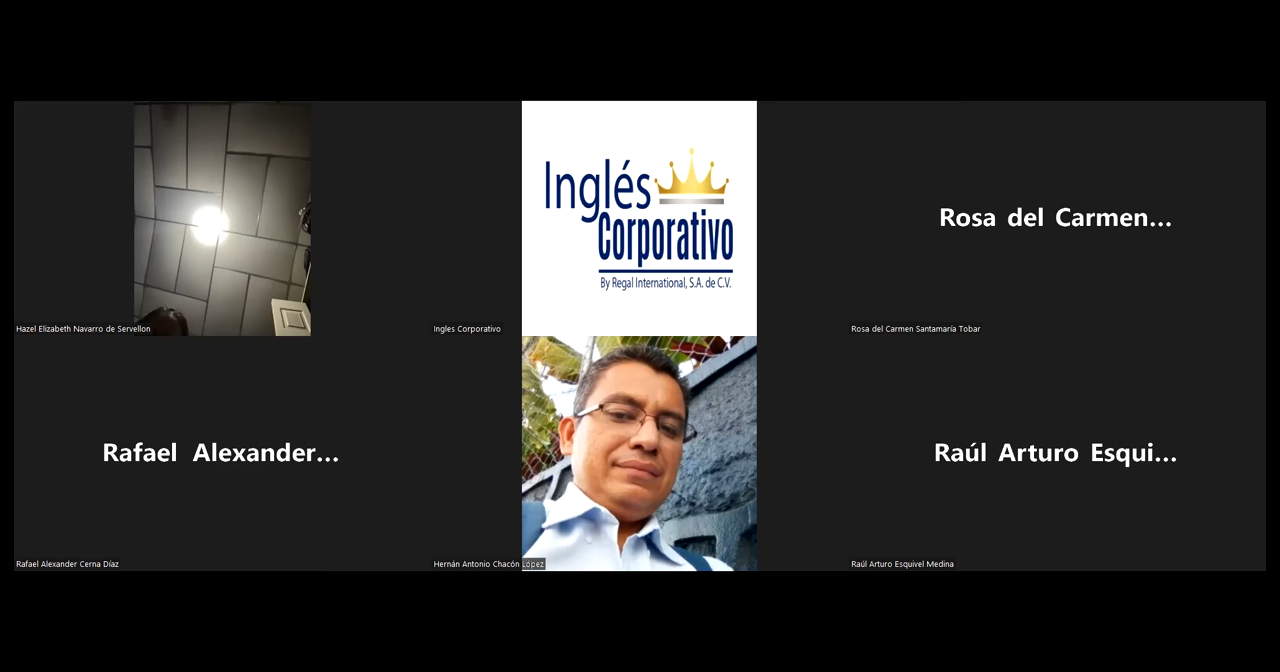 Inglés
Corporativo
By Regal International, S.A. de C.V.
Rosa del Carmen...
Hazel Elizabeth Navarro de Servellon
Ingles Corporativo
Rosa del Carmen Santamaría Tobar
Rafael Alexander...
Raúl Arturo Esqui...
Rafael Alexander Cerna Díaz
Hernán Antonio Chacón López
Raúl Arturo Esquivel Medina